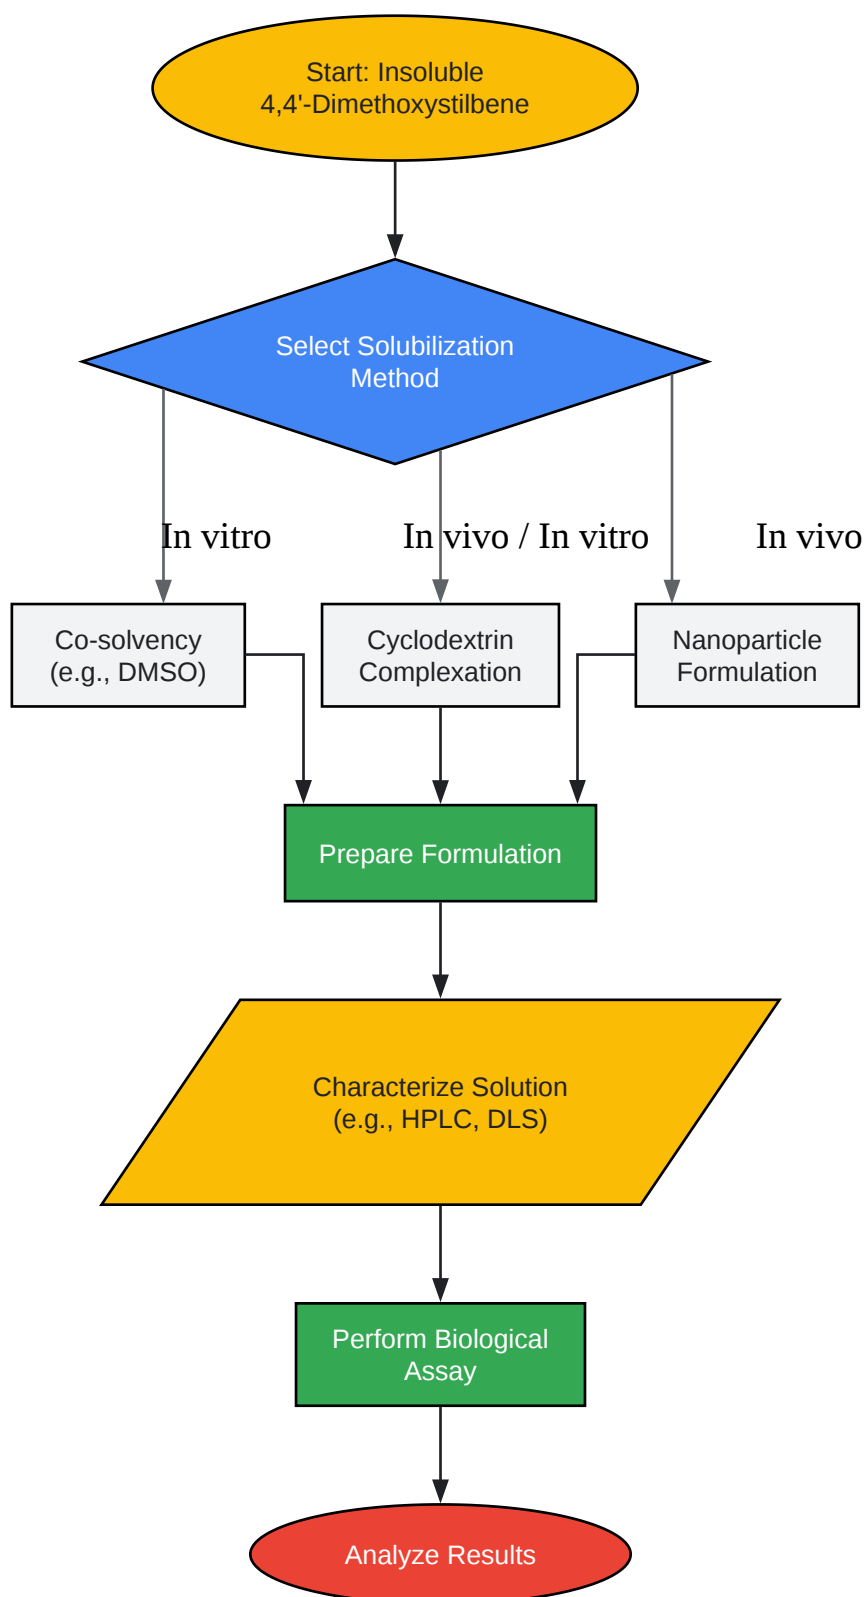 Start: Insoluble
4,4'-Dimethoxystilbene
Select Solubilization
Method
In vitro
In vivo / In vitro
In vivo
Co-solvency
(e.g., DMSO)
Cyclodextrin
Complexation
Nanoparticle
Formulation
Prepare Formulation
Characterize Solution
(e.g., HPLC, DLS)
Perform Biological
Assay
Analyze Results